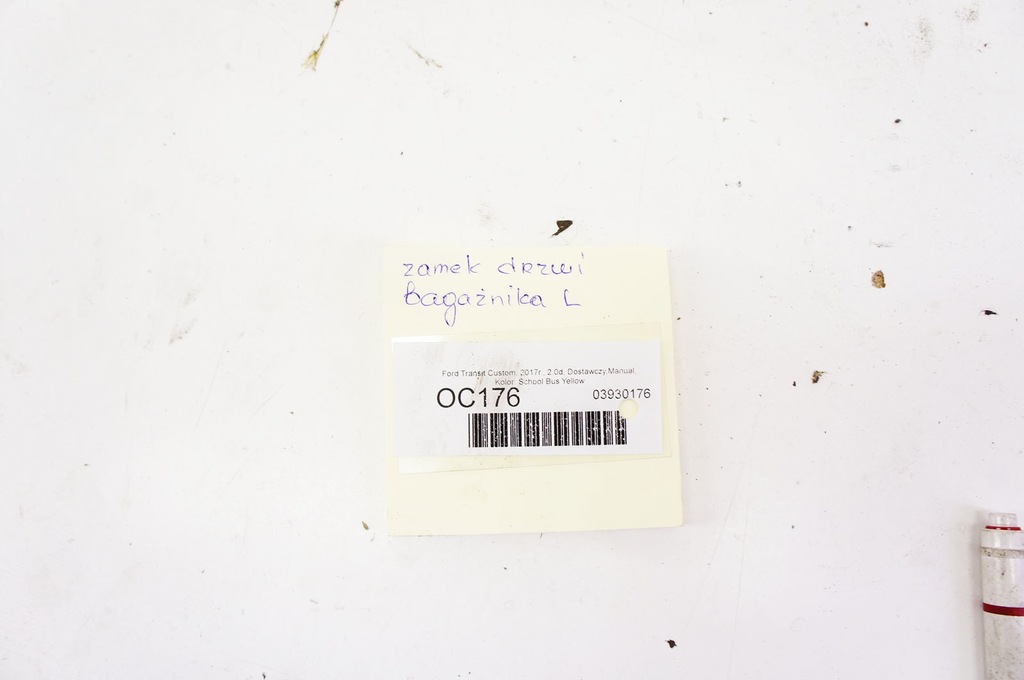 zamek drzwi
bagażnika L
Ford Transit Custom. 2017r., 2.0d, Dostawczy,Manual,
Kolor: School Bus Yellow
OC176
03930176